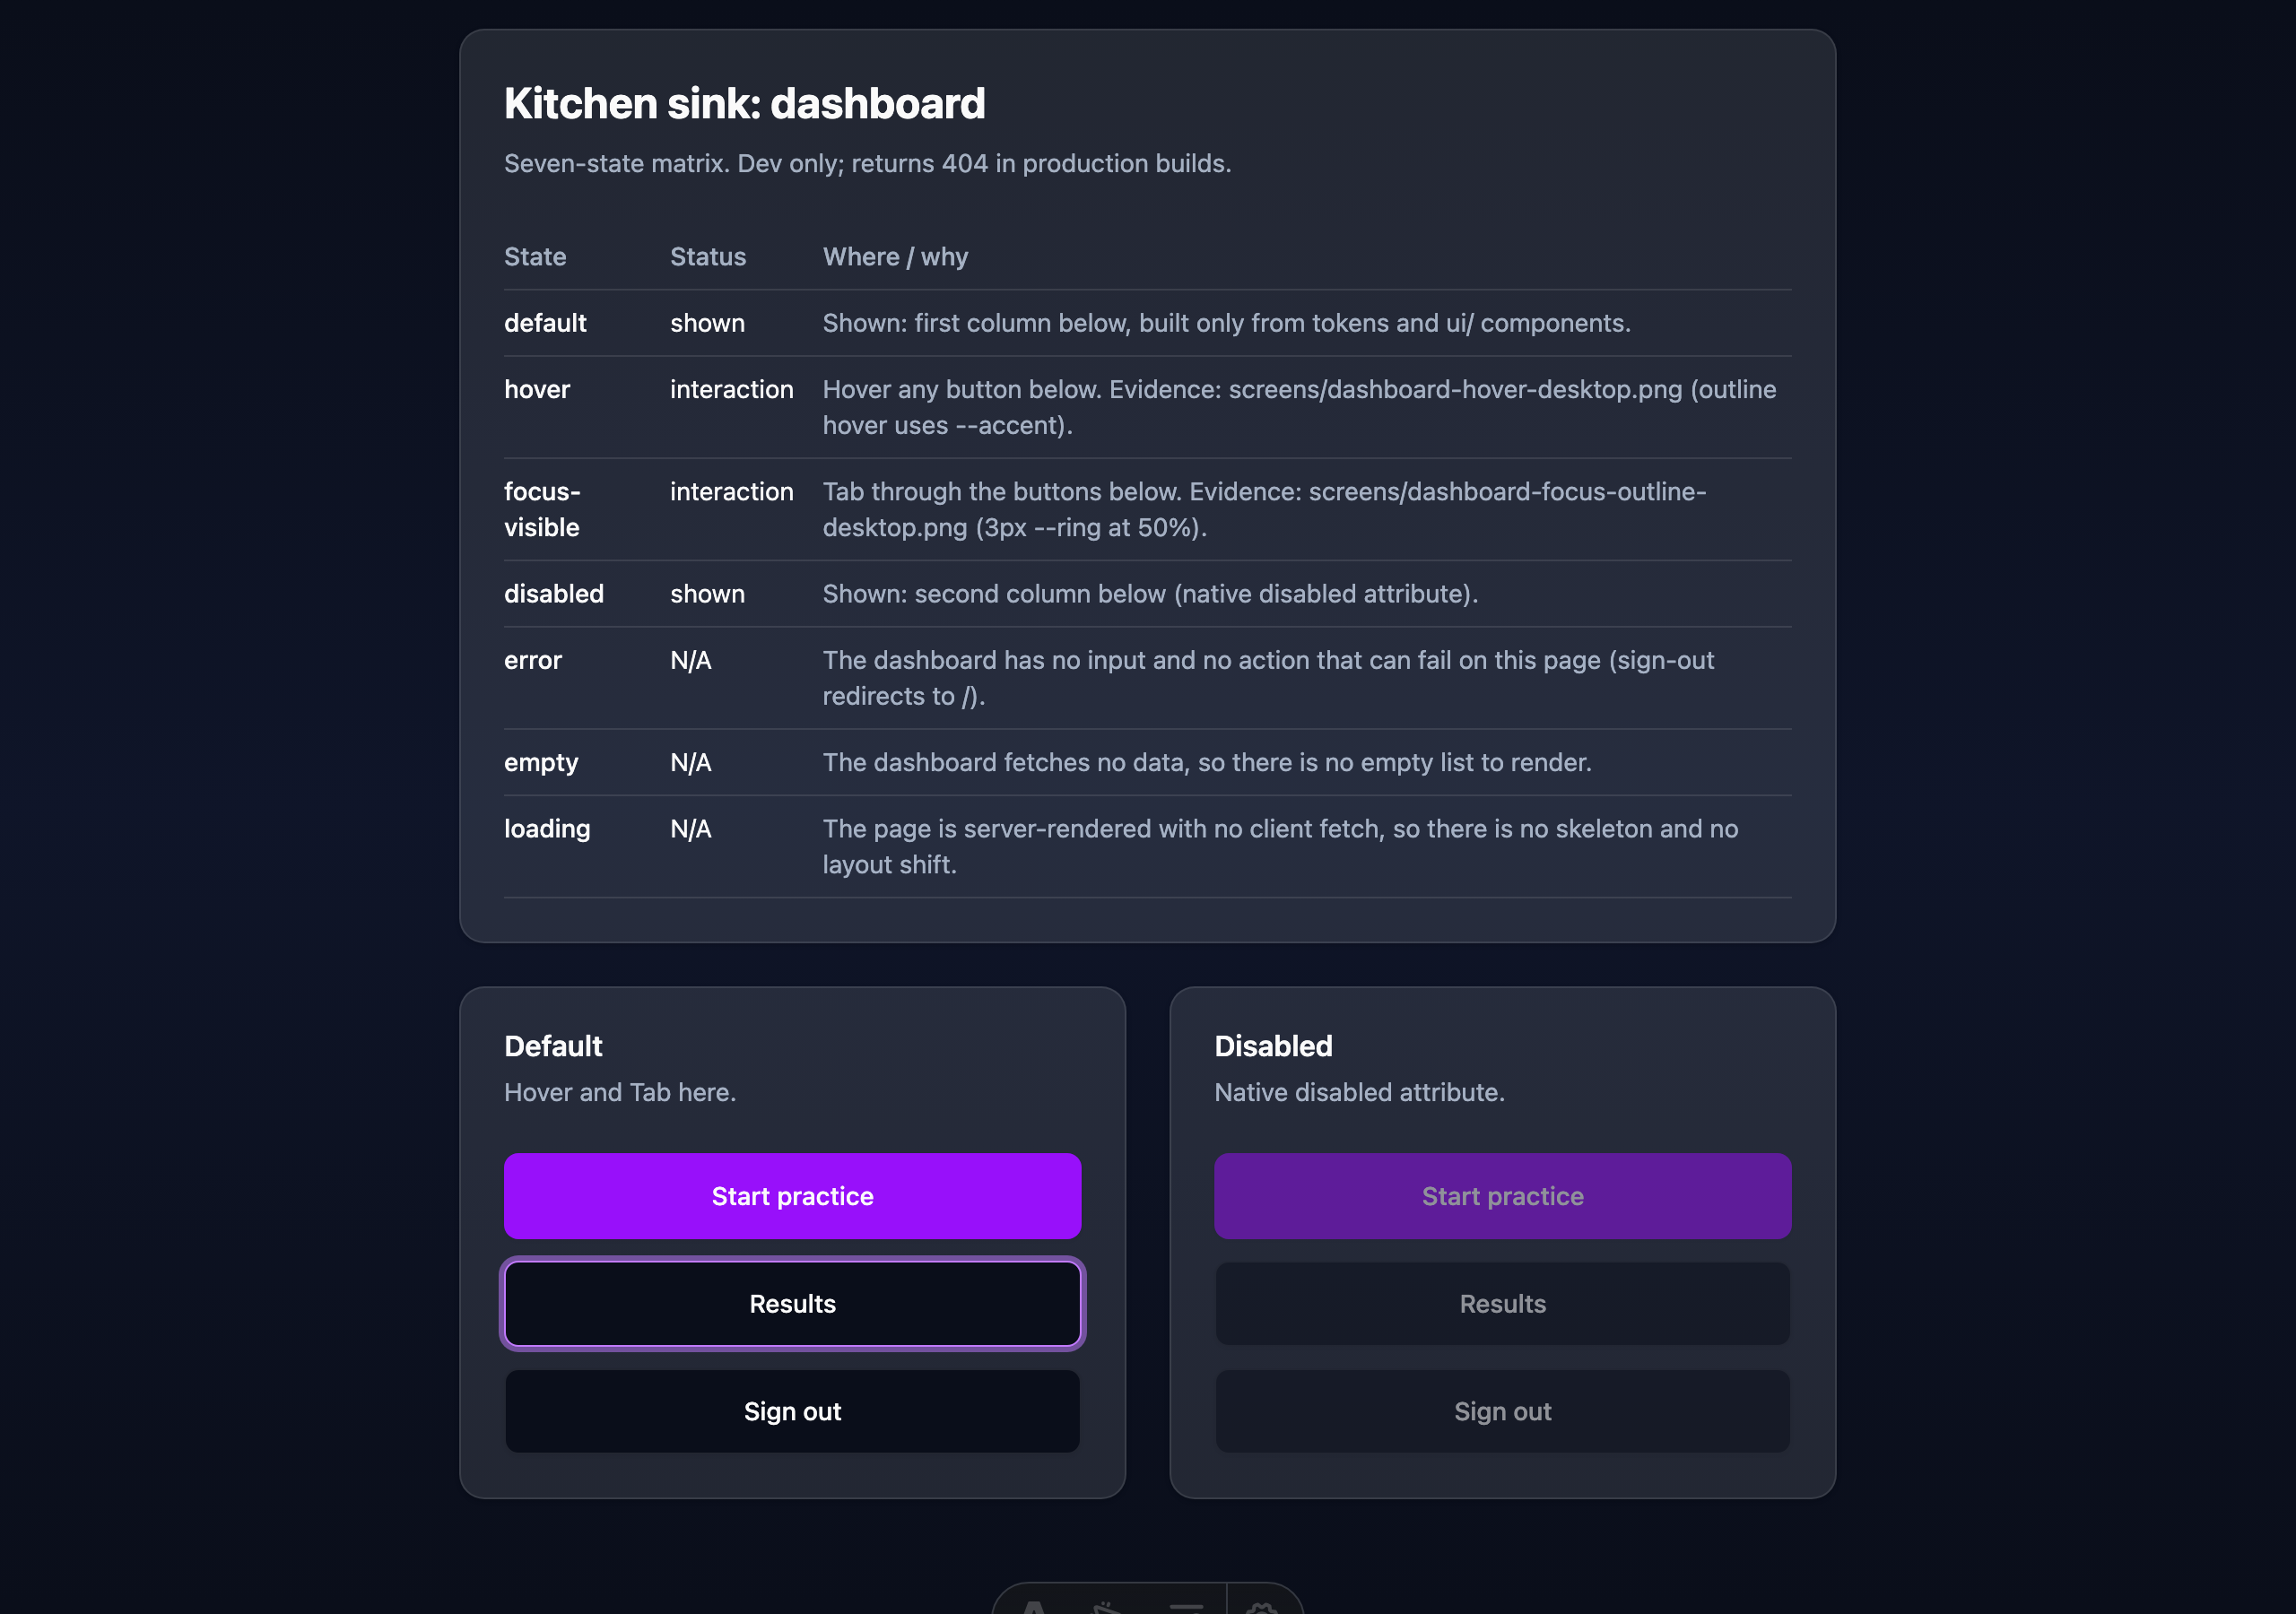 Kitchen sink: dashboard
Seven-state matrix. Dev only; returns 404 in production builds.
State Status Where / why
default shown Shown: first column below, built only from tokens and ui/ components.
hover interaction Hover any button below. Evidence: screens/dashboard-hover-desktop.png (outline
hover uses --accent).
focus- interaction Tab through the buttons below. Evidence: screens/dashboard-focus-outline-
visible desktop.png (3px --ring at 50%).
disabled shown Shown: second column below (native disabled attribute).
error N/A The dashboard has no input and no action that can fail on this page (sign-out
redirects to /).
empty N/A The dashboard fetches no data, so there is no empty list to render.
loading N/A The page is server-rendered with no client fetch, so there is no skeleton and no
layout shift.
Default
Hover and Tab here.
Start practice
Results
Sign out
Disabled
Native disabled attribute.
Start practice
Results
Sign out